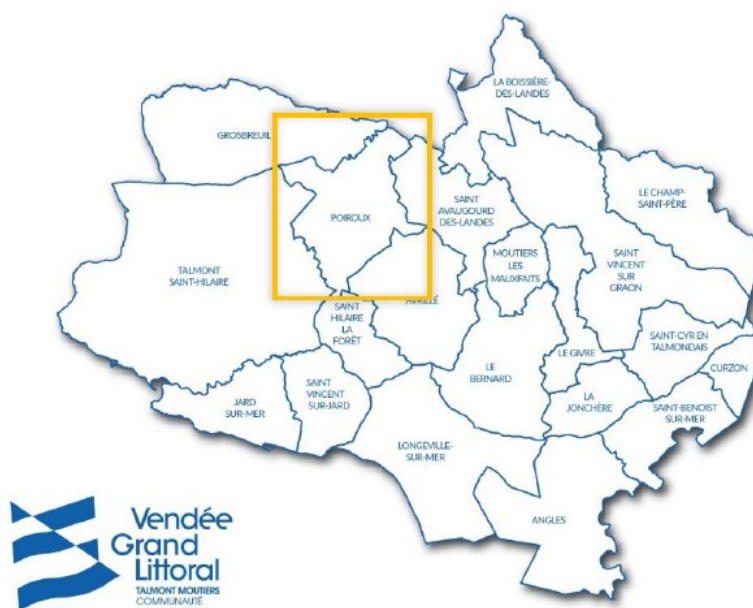 LA BOISSIÈRE-
DES-LANDES
GROSBREUIL
LE CHAMP-
SAINT-PÈRE
SAINT
AVAUGOURD
DES-LANDES
POIROUX
MOUTIERS
LES
MAUXFAITS
SAINT
VINCENT
SUR
GRAON
TALMONT
SAINT-HILAIRE
AVRILLÉ
SAINT
HILAIRE
LA
FORÊT
SAINT-CYR EN
TALMONDAIS
LE GIVRE
CURZON
LE
BERNARD
SAINT
VINCENT
SUR-JARD
JARD
SUR-MER
LA
JONCHÈRE
SAINT-BENOIST
SUR-MER
LONGEVILLE-
SUR-MER
ANGLES
Vendée
Grand
Littoral
TALMONT MOUTIERS
COMMUNAUTÉ